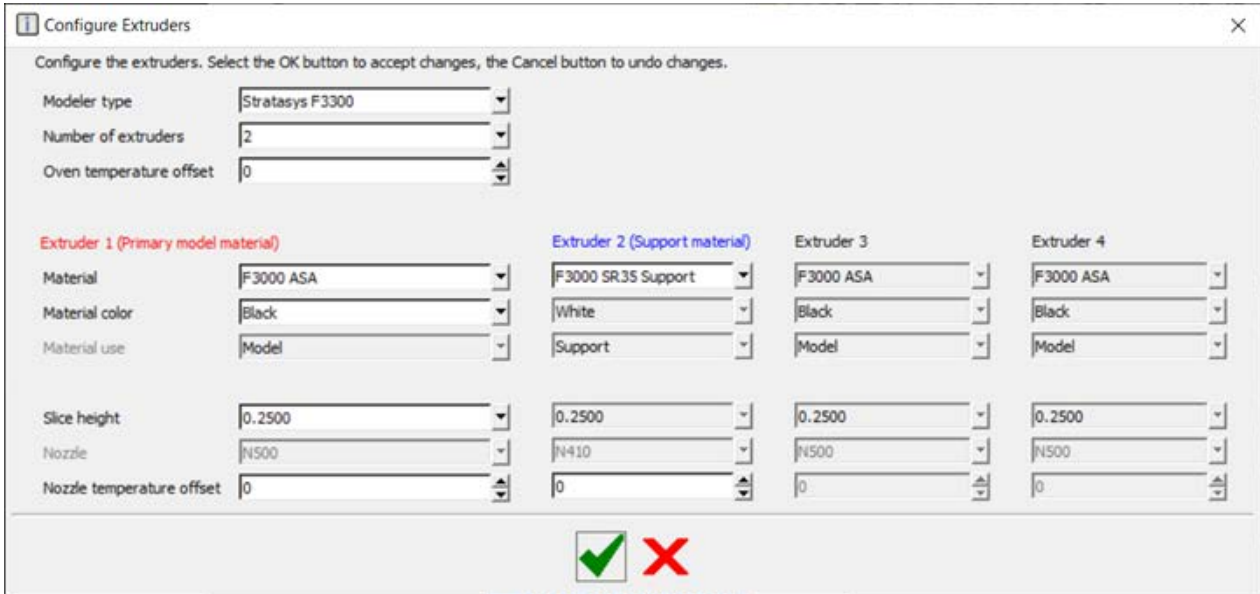 Configure Extruders
Configure the extruders. Select the OK button to accept changes, the Cancel button to undo changes.
Modeler type Stratasys F3300
Number of extruders 2
Oven temperature offset 0
Extruder 1 (Primary model material) Extruder 2 (Support material) Extruder 3 Extruder 4
Material F3000 ASA F3000 SR35 Support F3000 ASA F3000 ASA
Material color Black White Black Black
Material use Model Support Model Model
Slice height 0.2500 0.2500 0.2500 0.2500
Nozzle N500 N410 N500 N500
Nozzle temperature offset 0 0 0 0